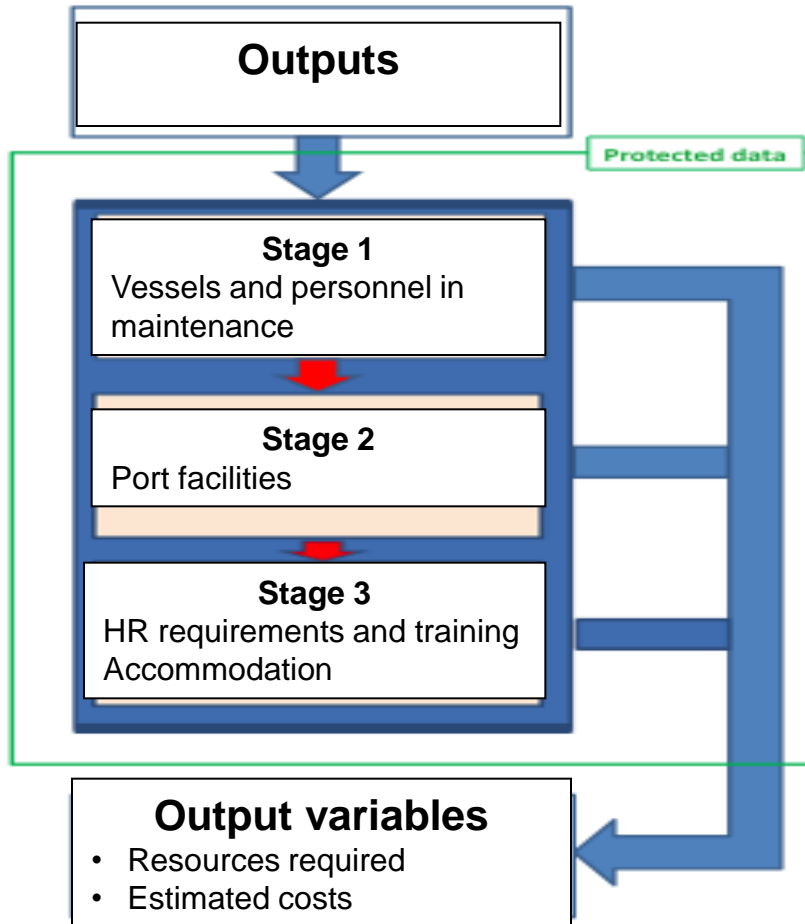 Outputs
Protected data
Stage 1
Vessels and personnel in
maintenance
Stage 2
Port facilities
Stage 3
HR requirements and training
Accommodation
Output variables
• Resources required
• Estimated costs